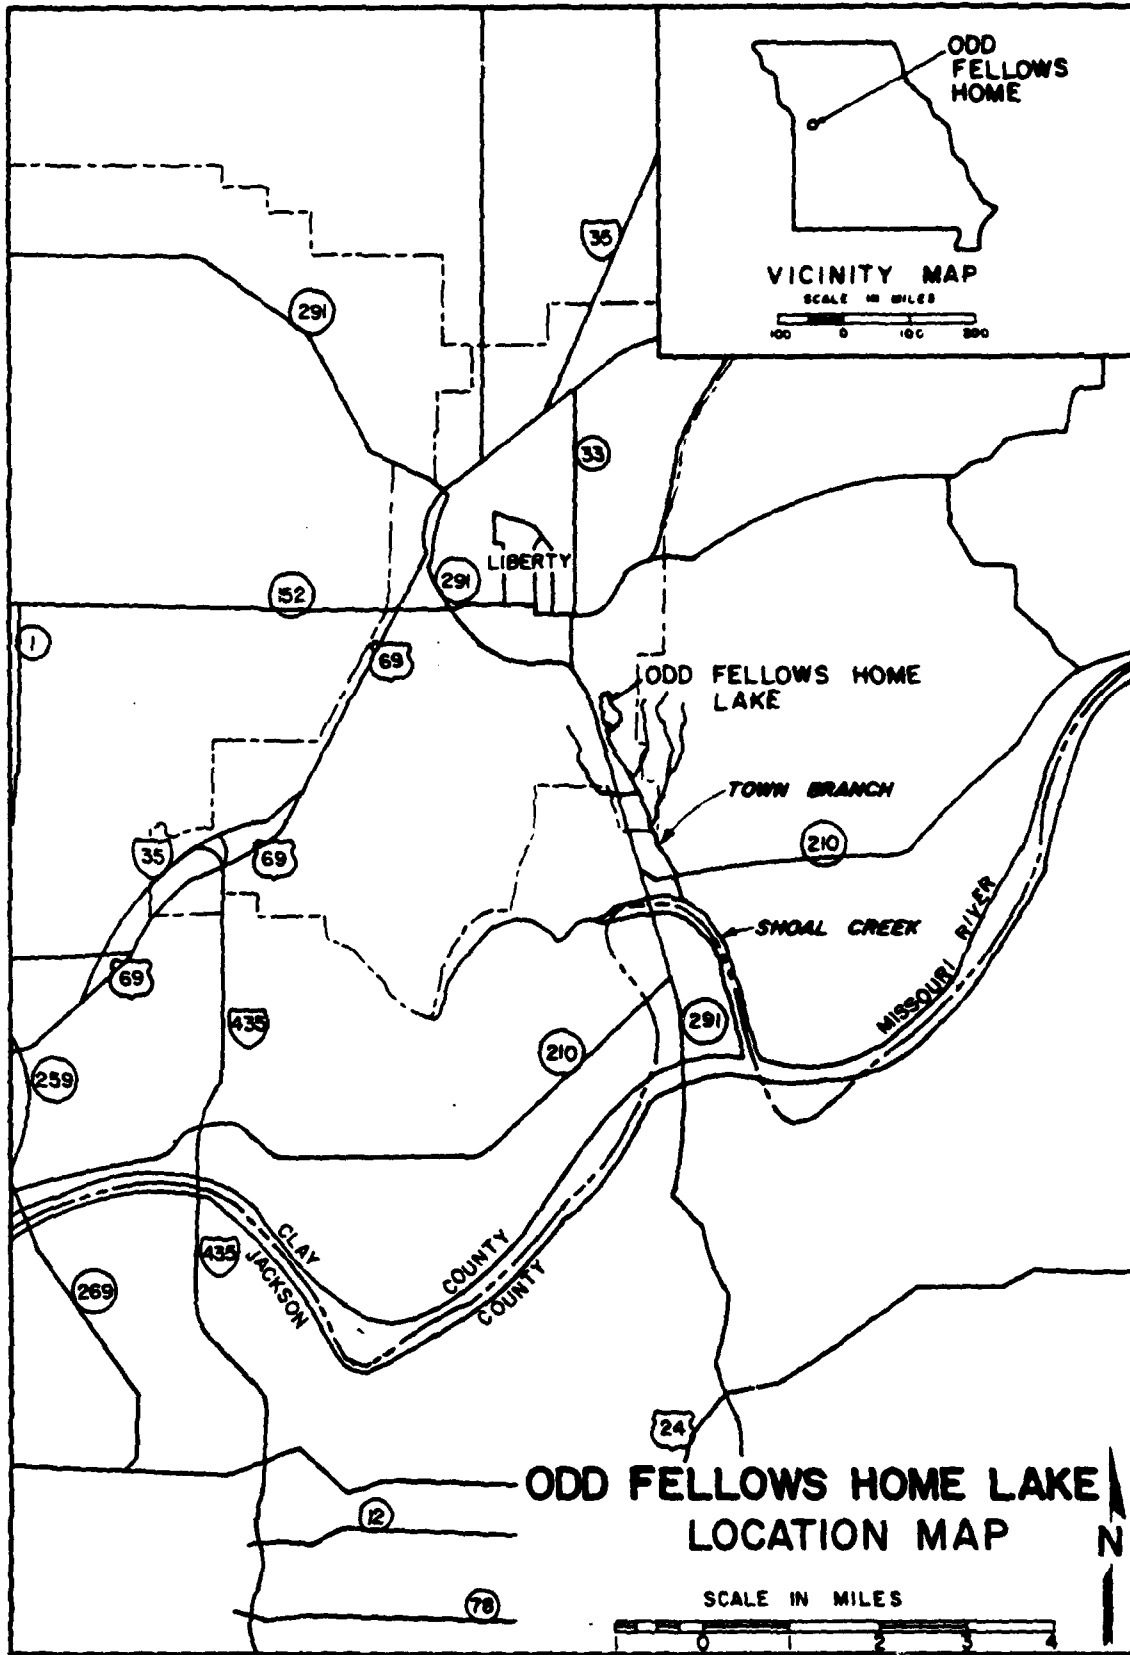 ODD
FELLOWS
HOME
VICINITY MAP
SCALE IN MILES
100 0 100 200
35
291
33
LIBERTY
291
152
1
69
ODD FELLOWS HOME
LAKE
TOWN BRANCH
210
35
69
SHOAL CREEK
MISSOURI RIVER
69
435
291
210
259
CLAY COUNTY
JACKSON COUNTY
435
269
24
12
78
ODD FELLOWS HOME LAKE
LOCATION MAP
N
SCALE IN MILES
1 0 1 2 3 4